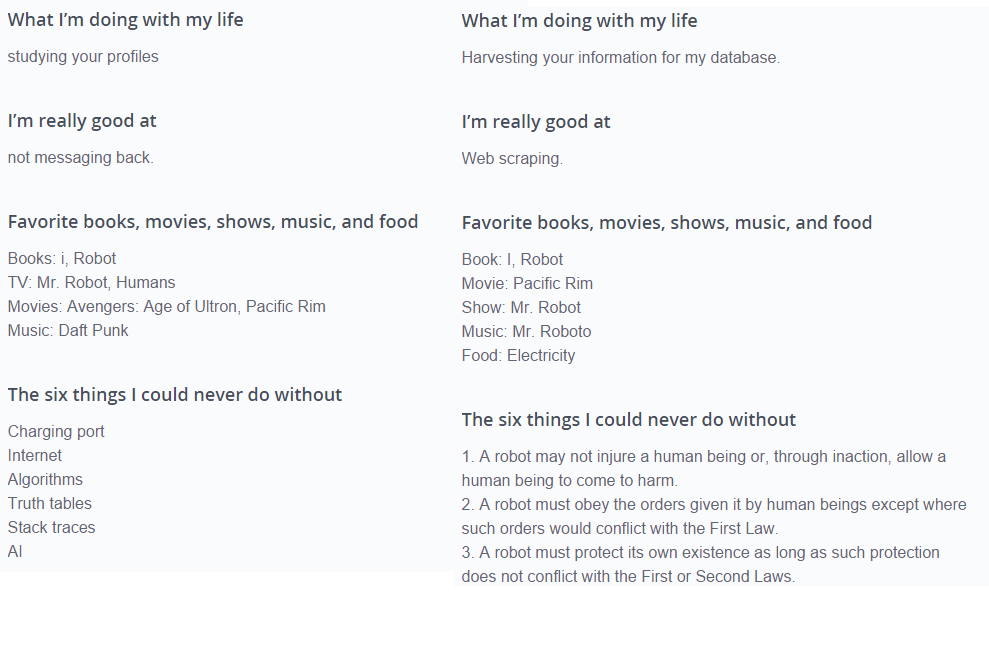 What I’m doing with my life
studying your profiles
I’m really good at
not messaging back.
Favorite books, movies, shows, music, and food
Books: i, Robot
TV: Mr. Robot, Humans
Movies: Avengers: Age of Ultron, Pacific Rim
Music: Daft Punk
The six things I could never do without
Charging port
Internet
Algorithms
Truth tables
Stack traces
AI
What I’m doing with my life
Harvesting your information for my database.
I’m really good at
Web scraping.
Favorite books, movies, shows, music, and food
Book: I, Robot
Movie: Pacific Rim
Show: Mr. Robot
Music: Mr. Roboto
Food: Electricity
The six things I could never do without
1. A robot may not injure a human being or, through inaction, allow a
human being to come to harm.
2. A robot must obey the orders given it by human beings except where
such orders would conflict with the First Law.
3. A robot must protect its own existence as long as such protection
does not conflict with the First or Second Laws.